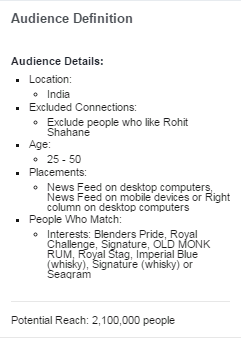 Audience Definition
Audience Details:
Location:
India
Excluded Connections:
Exclude people who like Rohit
Shahane
Age:
25 - 50
Placements:
News Feed on desktop computers,
News Feed on mobile devices or Right
column on desktop computers
People Who Match:
Interests: Blenders Pride, Royal
Challenge, Signature, OLD MONK
RUM, Royal Stag, Imperial Blue
(whisky), Signature (whisky) or
Seagram
Potential Reach: 2,100,000 people